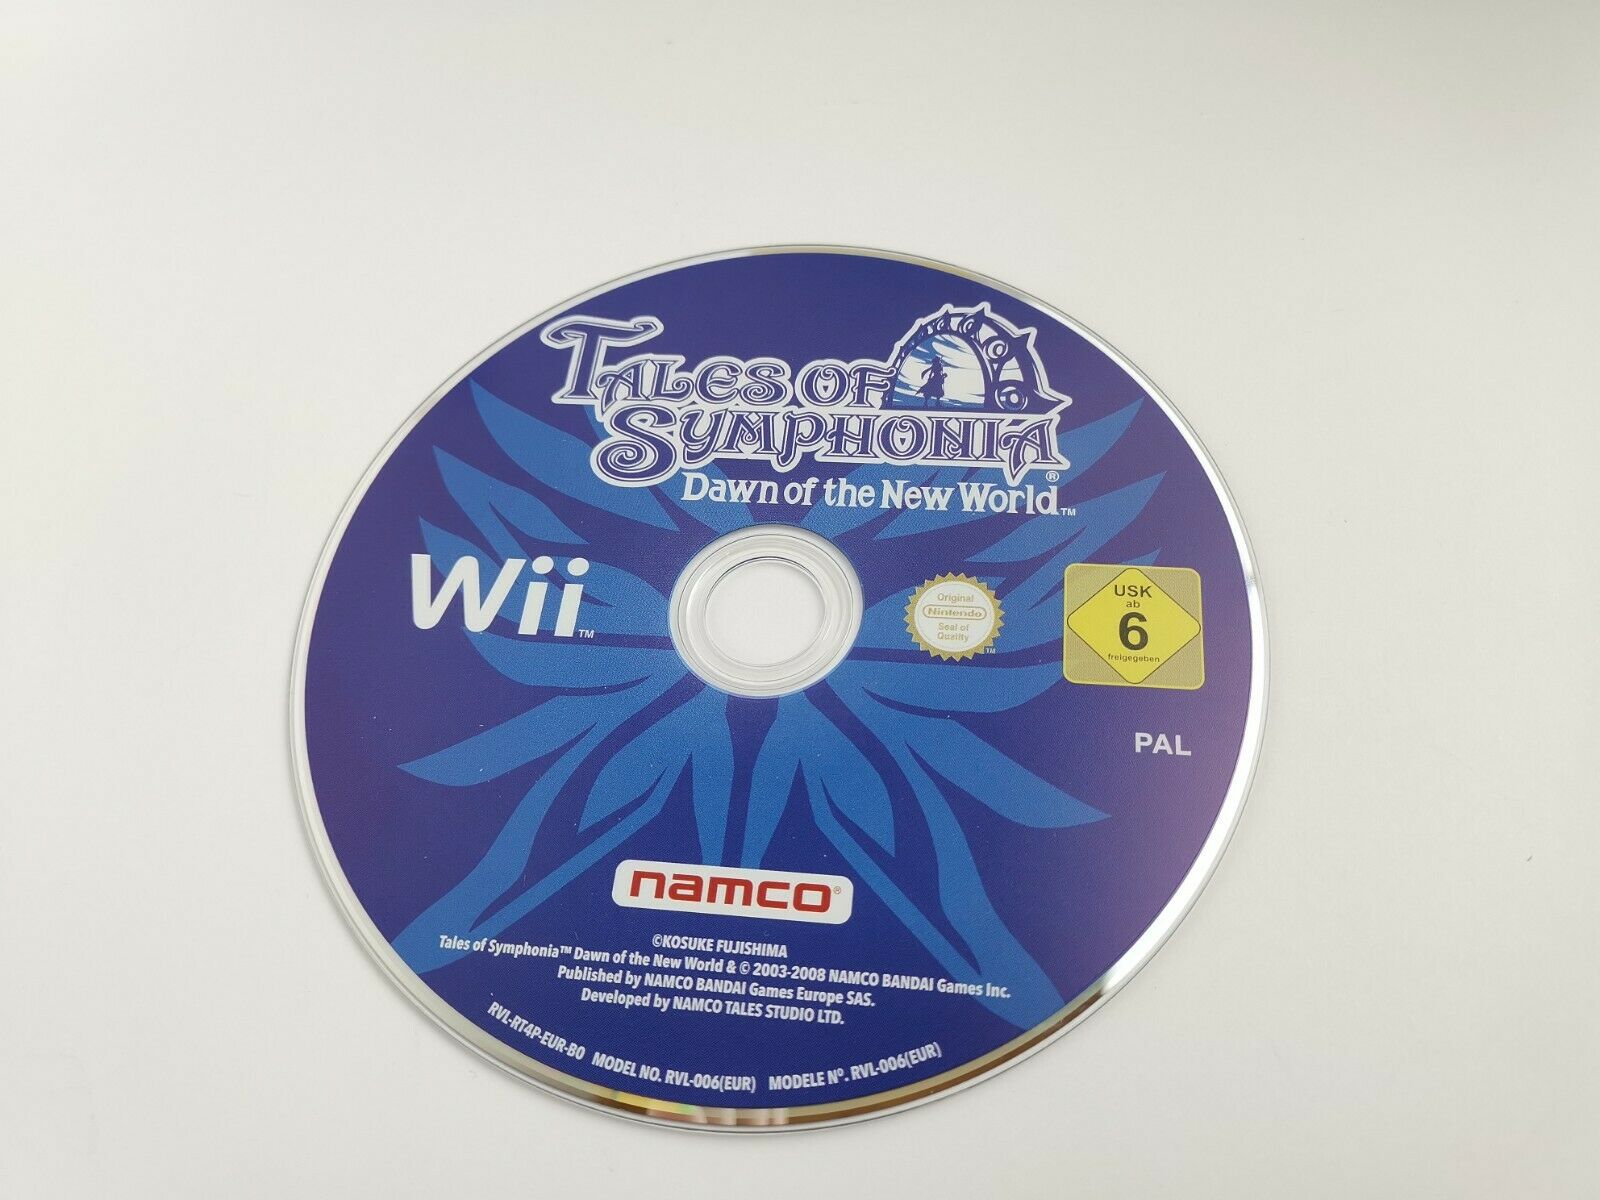 TALES OF
SYMPHONIA®
Dawn of the New World™
Wii™
Original
Nintendo
Seal of
Quality
TM
USK
ab
6
freigegeben
PAL
namco®
©KOSUKE FUJISHIMA
Tales of Symphonia™ Dawn of the New World & © 2003-2008 NAMCO BANDAI Games Inc.
Published by NAMCO BANDAI Games Europe SAS.
Developed by NAMCO TALES STUDIO LTD.
RVL-RT4P-EUR-B0 MODEL NO. RVL-006(EUR) MODELE Nº. RVL-006(EUR)